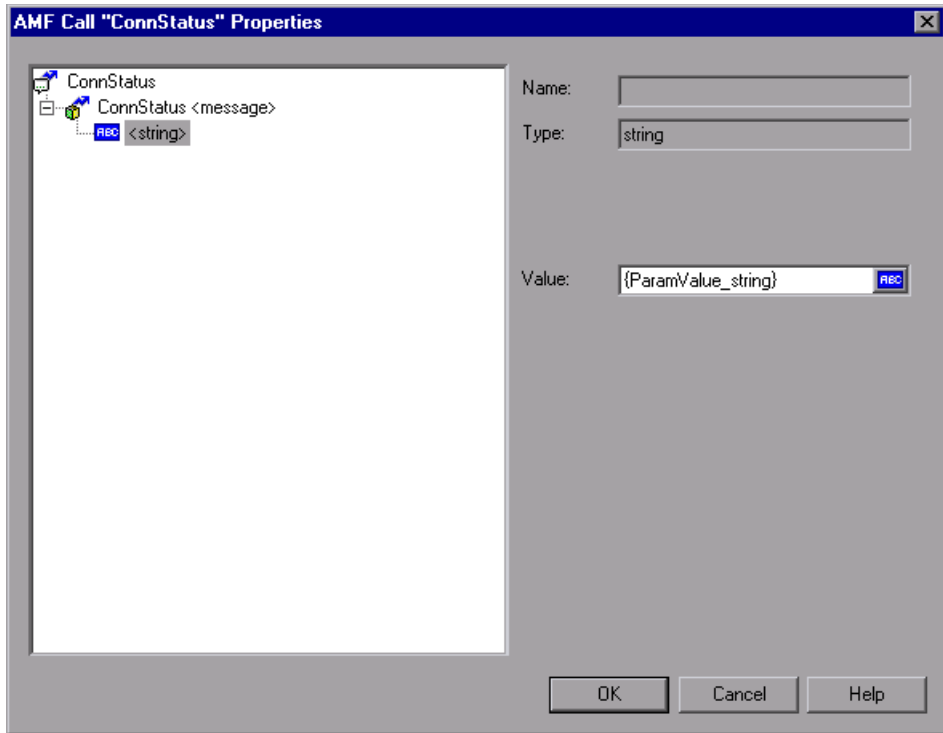 AMF Call "ConnStatus" Properties
ConnStatus
ConnStatus <message>
ABC <string>
Name:
Type: string
Value: {ParamValue_string} ABC
OK Cancel Help